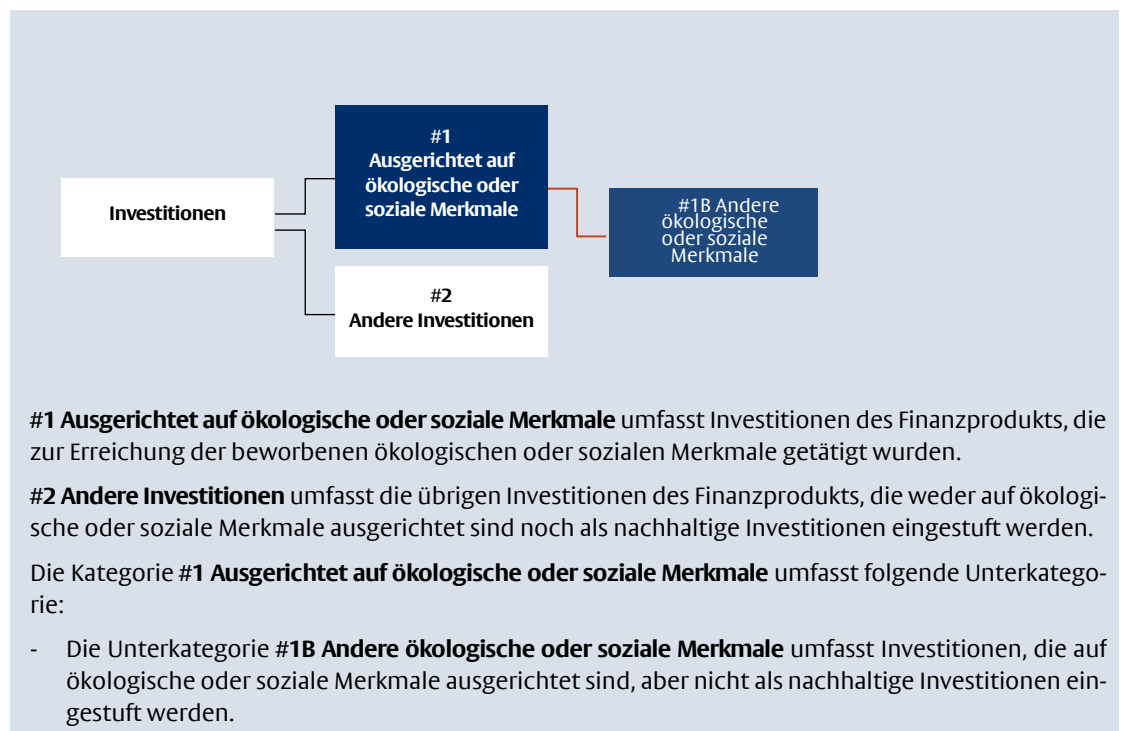 #1
Ausgerichtet auf
ökologische oder
soziale Merkmale
Investitionen
#1B Andere
ökologische
oder soziale
Merkmale
#2
Andere Investitionen
#1 Ausgerichtet auf ökologische oder soziale Merkmale umfasst Investitionen des Finanzprodukts, die
zur Erreichung der beworbenen ökologischen oder sozialen Merkmale getätigt wurden.
#2 Andere Investitionen umfasst die übrigen Investitionen des Finanzprodukts, die weder auf ökologi-
sche oder soziale Merkmale ausgerichtet sind noch als nachhaltige Investitionen eingestuft werden.
Die Kategorie #1 Ausgerichtet auf ökologische oder soziale Merkmale umfasst folgende Unterkatego-
rie:
- Die Unterkategorie #1B Andere ökologische oder soziale Merkmale umfasst Investitionen, die auf
ökologische oder soziale Merkmale ausgerichtet sind, aber nicht als nachhaltige Investitionen ein-
gestuft werden.